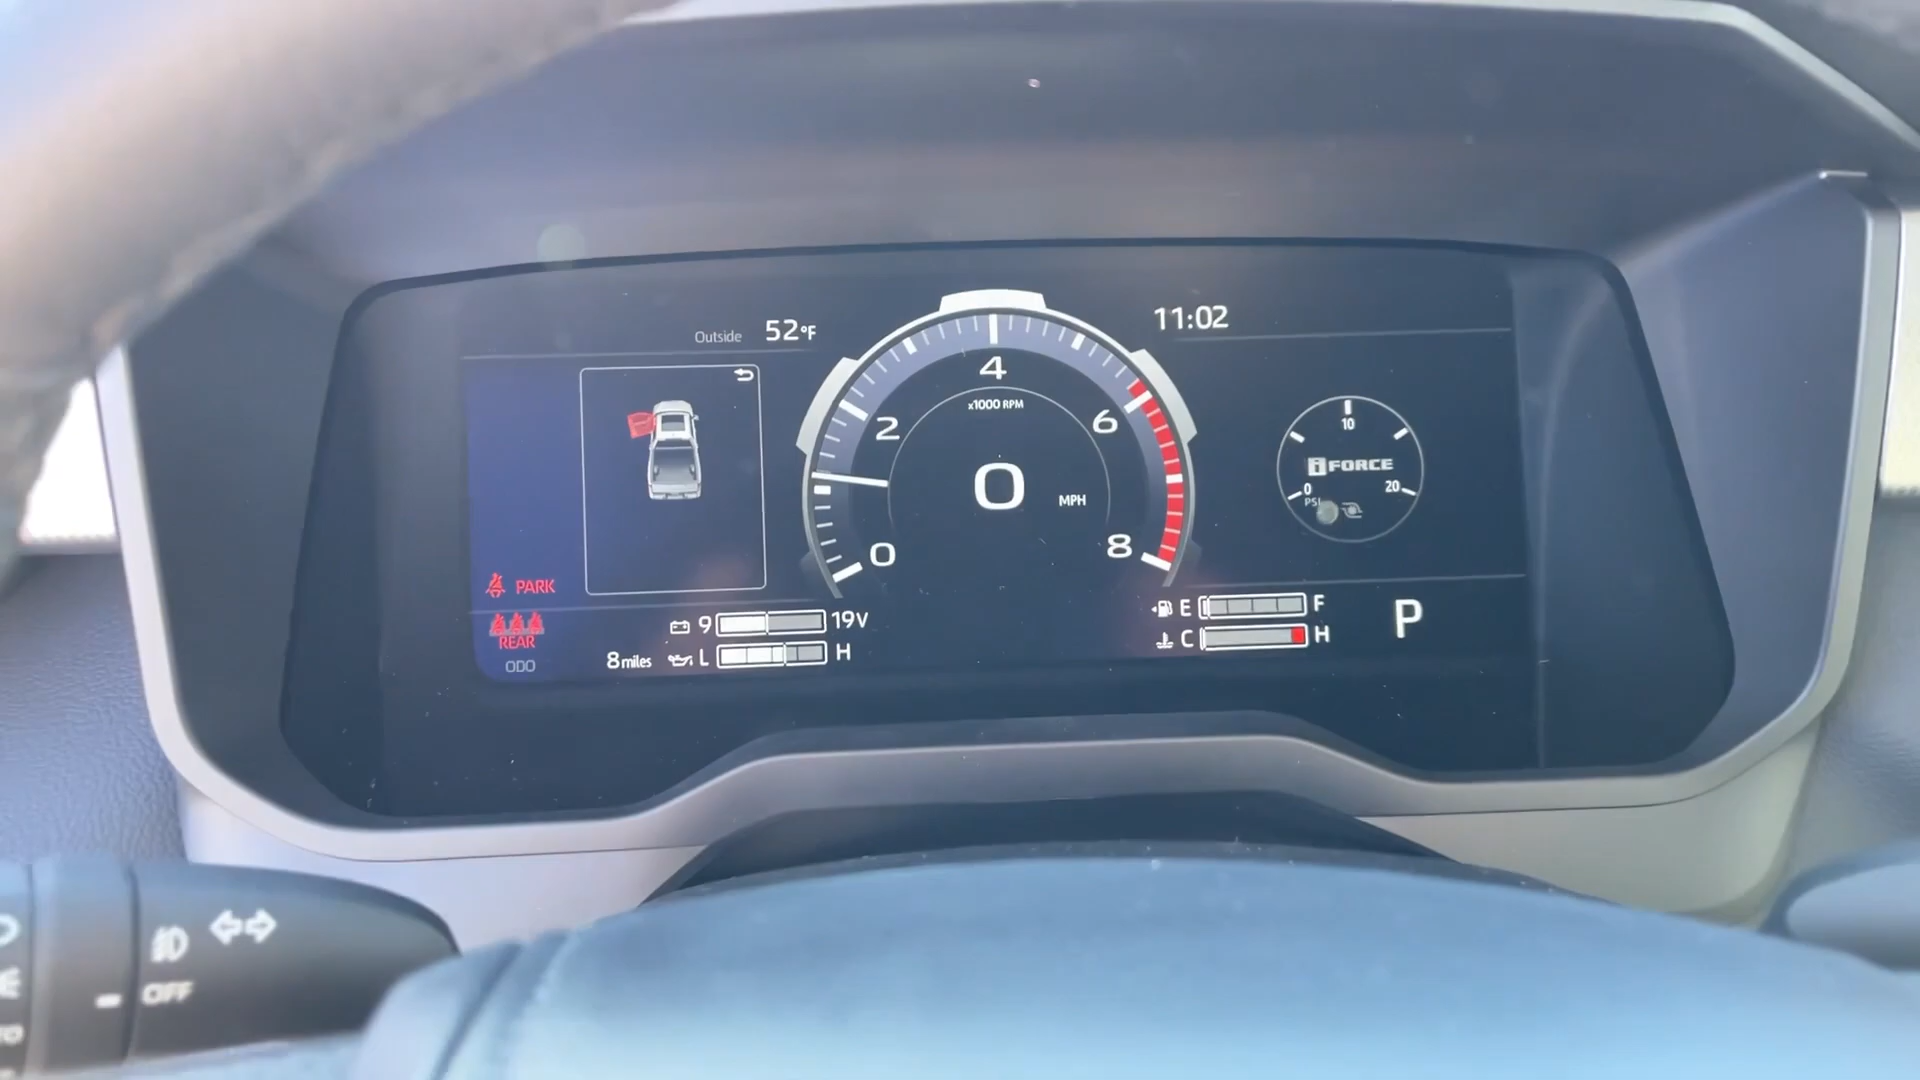 Outside 52°F
11:02
4
x1000 RPM
2
6
0 MPH
0
8
10
iFORCE
0
20
PSI
PARK
REAR
ODO
8 miles
9
19V
L
H
E
F
C
H
P
OFF